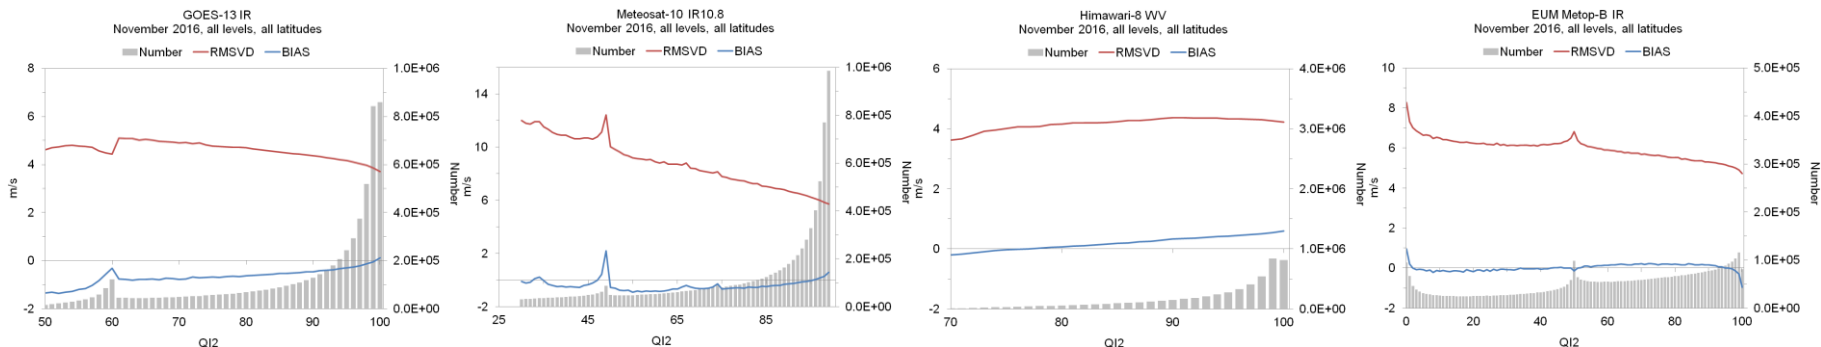 GOES-13 IR
November 2016, all levels, all latitudes
Number RMSVD BIAS
8
6
4
2
0
-2
m/s
1.0E+06
8.0E+05
6.0E+05
4.0E+05
2.0E+05
0.0E+00
Number
50 60 70 80 90 100
QI2
Meteosat-10 IR10.8
November 2016, all levels, all latitudes
Number RMSVD BIAS
14
10
6
2
-2
m/s
1.0E+06
8.0E+05
6.0E+05
4.0E+05
2.0E+05
0.0E+00
Number
25 45 65 85
QI2
Himawari-8 WV
November 2016, all levels, all latitudes
Number RMSVD BIAS
6
4
2
0
-2
m/s
4.0E+06
3.0E+06
2.0E+06
1.0E+06
0.0E+00
Number
70 80 90 100
QI2
EUM Metop-B IR
November 2016, all levels, all latitudes
Number RMSVD BIAS
10
8
6
4
2
0
-2
m/s
5.0E+05
4.0E+05
3.0E+05
2.0E+05
1.0E+05
0.0E+00
Number
0 20 40 60 80 100
QI2